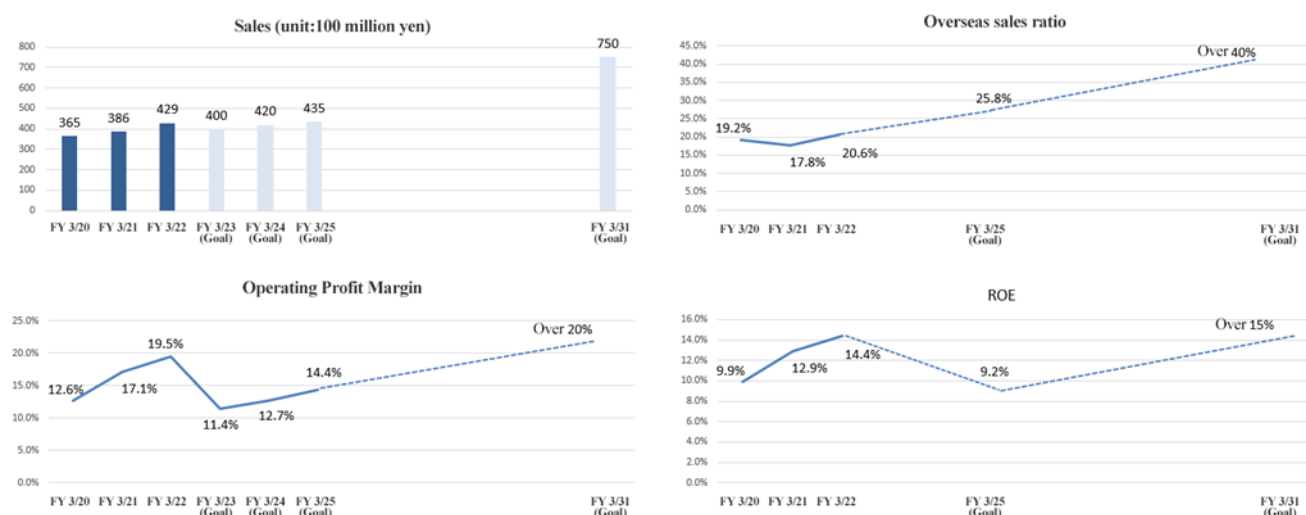 Sales (unit:100 million yen)
800
700
600
500
400
300
200
100
0
365
386
429
400
420
435
750
FY 3/20
FY 3/21
FY 3/22
FY 3/23
(Goal)
FY 3/24
(Goal)
FY 3/25
(Goal)
FY 3/31
(Goal)
Overseas sales ratio
45.0%
40.0%
35.0%
30.0%
25.0%
20.0%
15.0%
10.0%
5.0%
0.0%
19.2%
17.8%
20.6%
25.8%
Over 40%
FY 3/20
FY 3/21
FY 3/22
FY 3/25
(Goal)
FY 3/31
(Goal)
Operating Profit Margin
25.0%
20.0%
15.0%
10.0%
5.0%
0.0%
12.6%
17.1%
19.5%
11.4%
12.7%
14.4%
Over 20%
FY 3/20
FY 3/21
FY 3/22
FY 3/23
(Goal)
FY 3/24
(Goal)
FY 3/25
(Goal)
FY 3/31
(Goal)
ROE
16.0%
14.0%
12.0%
10.0%
8.0%
6.0%
4.0%
2.0%
0.0%
9.9%
12.9%
14.4%
9.2%
Over 15%
FY 3/20
FY 3/21
FY 3/22
FY 3/25
(Goal)
FY 3/31
(Goal)